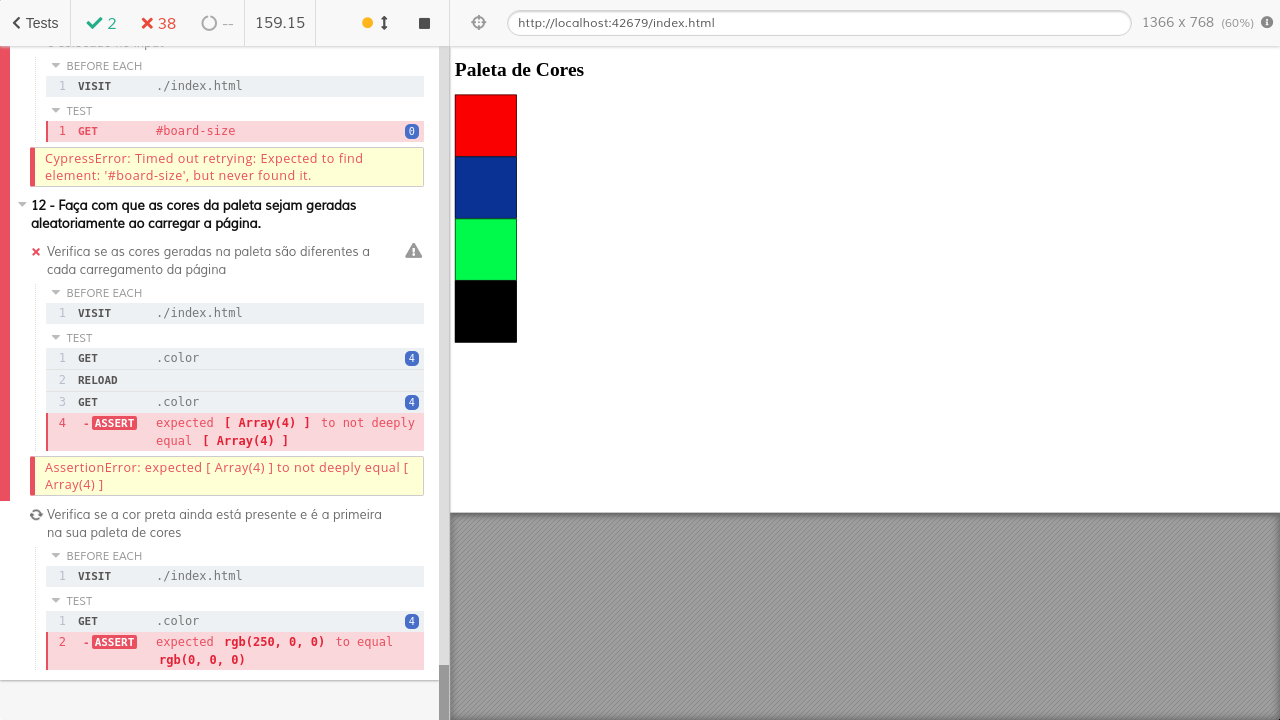 Tests
2
38
--
159.15
http://localhost:42679/index.html
1366 x 768 (60%)
BEFORE EACH
1 VISIT ./index.html
TEST
1 GET #board-size 0
CypressError: Timed out retrying: Expected to find
element: '#board-size', but never found it.
12 - Faça com que as cores da paleta sejam geradas
aleatoriamente ao carregar a página.
Verifica se as cores geradas na paleta são diferentes a
cada carregamento da página
BEFORE EACH
1 VISIT ./index.html
TEST
1 GET .color 4
2 RELOAD
3 GET .color 4
4 -ASSERT expected [ Array(4) ] to not deeply
equal [ Array(4) ]
AssertionError: expected [ Array(4) ] to not deeply equal [
Array(4) ]
Verifica se a cor preta ainda está presente e é a primeira
na sua paleta de cores
BEFORE EACH
1 VISIT ./index.html
TEST
1 GET .color 4
2 -ASSERT expected rgb(250, 0, 0) to equal
rgb(0, 0, 0)
Paleta de Cores